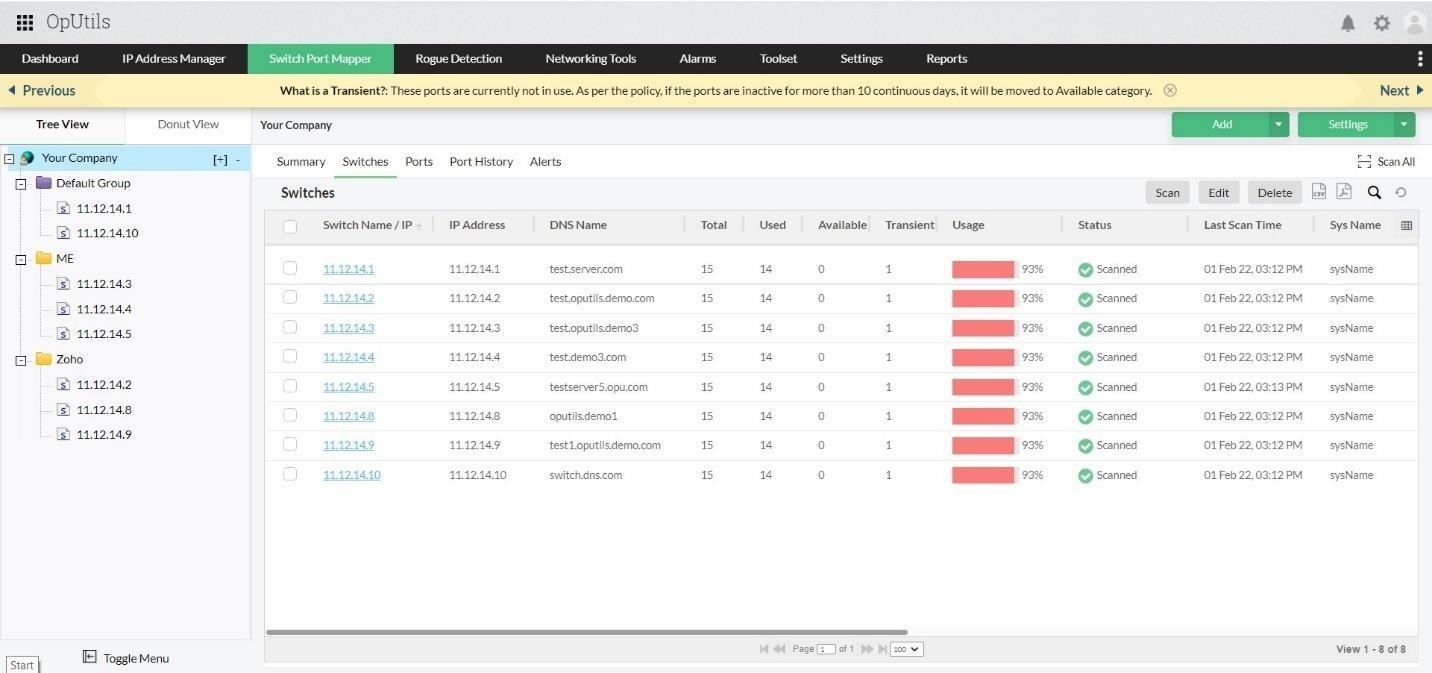 OpUtils
Dashboard IP Address Manager Switch Port Mapper Rogue Detection Networking Tools Alarms Toolset Settings Reports
Previous What is a Transient?: These ports are currently not in use. As per the policy, if the ports are inactive for more than 10 continuous days, it will be moved to Available category. Next
Tree View Donut View Your Company Add Settings
Your Company [+] -
Default Group
11.12.14.1
11.12.14.10
ME
11.12.14.3
11.12.14.4
11.12.14.5
Zoho
11.12.14.2
11.12.14.8
11.12.14.9
Toggle Menu
Start
Summary Switches Ports Port History Alerts Scan All
Switches Scan Edit Delete CSV
Switch Name / IP IP Address DNS Name Total Used Available Transient Usage Status Last Scan Time Sys Name
11.12.14.1 11.12.14.1 test.server.com 15 14 0 1 93% Scanned 01 Feb 22, 03:12 PM sysName
11.12.14.2 11.12.14.2 test.oputils.demo.com 15 14 0 1 93% Scanned 01 Feb 22, 03:12 PM sysName
11.12.14.3 11.12.14.3 test.oputils.demo3 15 14 0 1 93% Scanned 01 Feb 22, 03:12 PM sysName
11.12.14.4 11.12.14.4 test.demo3.com 15 14 0 1 93% Scanned 01 Feb 22, 03:12 PM sysName
11.12.14.5 11.12.14.5 testserver5.opu.com 15 14 0 1 93% Scanned 01 Feb 22, 03:13 PM sysName
11.12.14.8 11.12.14.8 oputils.demo1 15 14 0 1 93% Scanned 01 Feb 22, 03:12 PM sysName
11.12.14.9 11.12.14.9 test1.oputils.demo.com 15 14 0 1 93% Scanned 01 Feb 22, 03:12 PM sysName
11.12.14.10 11.12.14.10 switch.dns.com 15 14 0 1 93% Scanned 01 Feb 22, 03:12 PM sysName
Page 1 of 1 100 View 1 - 8 of 8